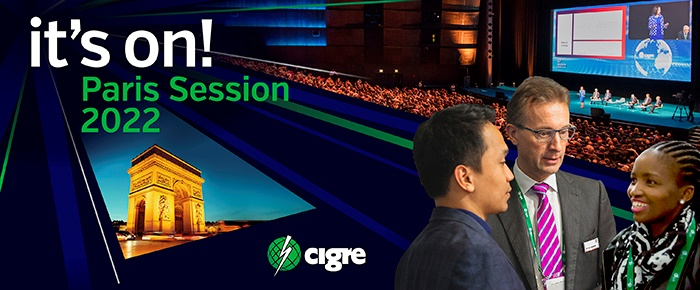 it's on!
Paris Session
2022
cigre